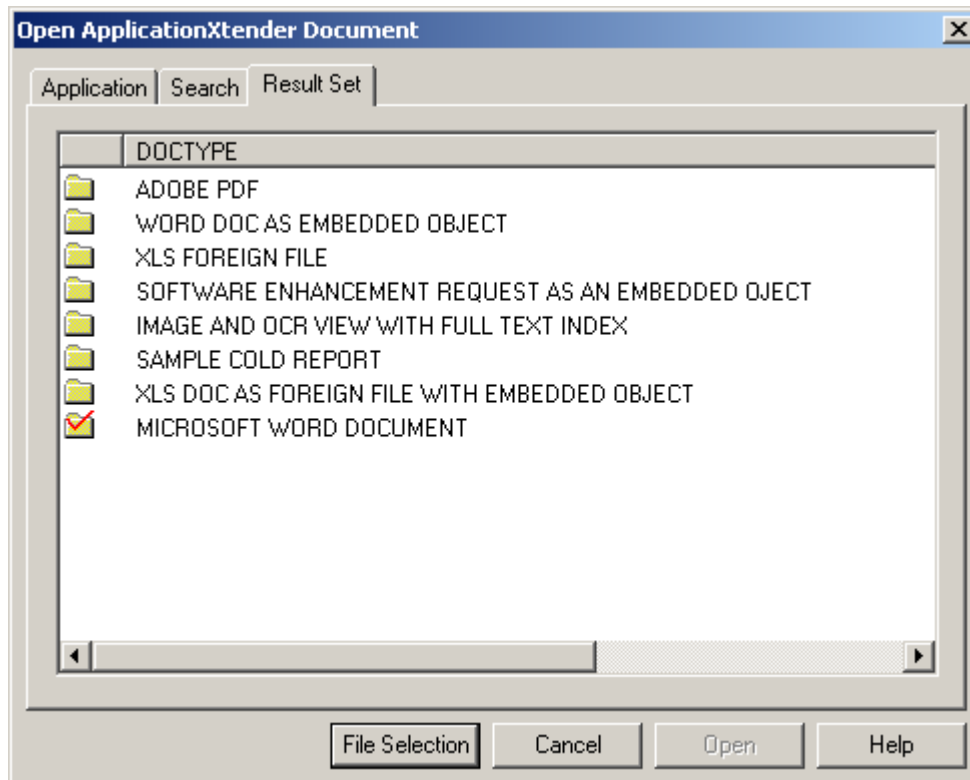 Open ApplicationXtender Document
Application Search Result Set
DOCTYPE
ADOBE PDF
WORD DOC AS EMBEDDED OBJECT
XLS FOREIGN FILE
SOFTWARE ENHANCEMENT REQUEST AS AN EMBEDDED OJECT
IMAGE AND OCR VIEW WITH FULL TEXT INDEX
SAMPLE COLD REPORT
XLS DOC AS FOREIGN FILE WITH EMBEDDED OBJECT
MICROSOFT WORD DOCUMENT
File Selection Cancel Open Help